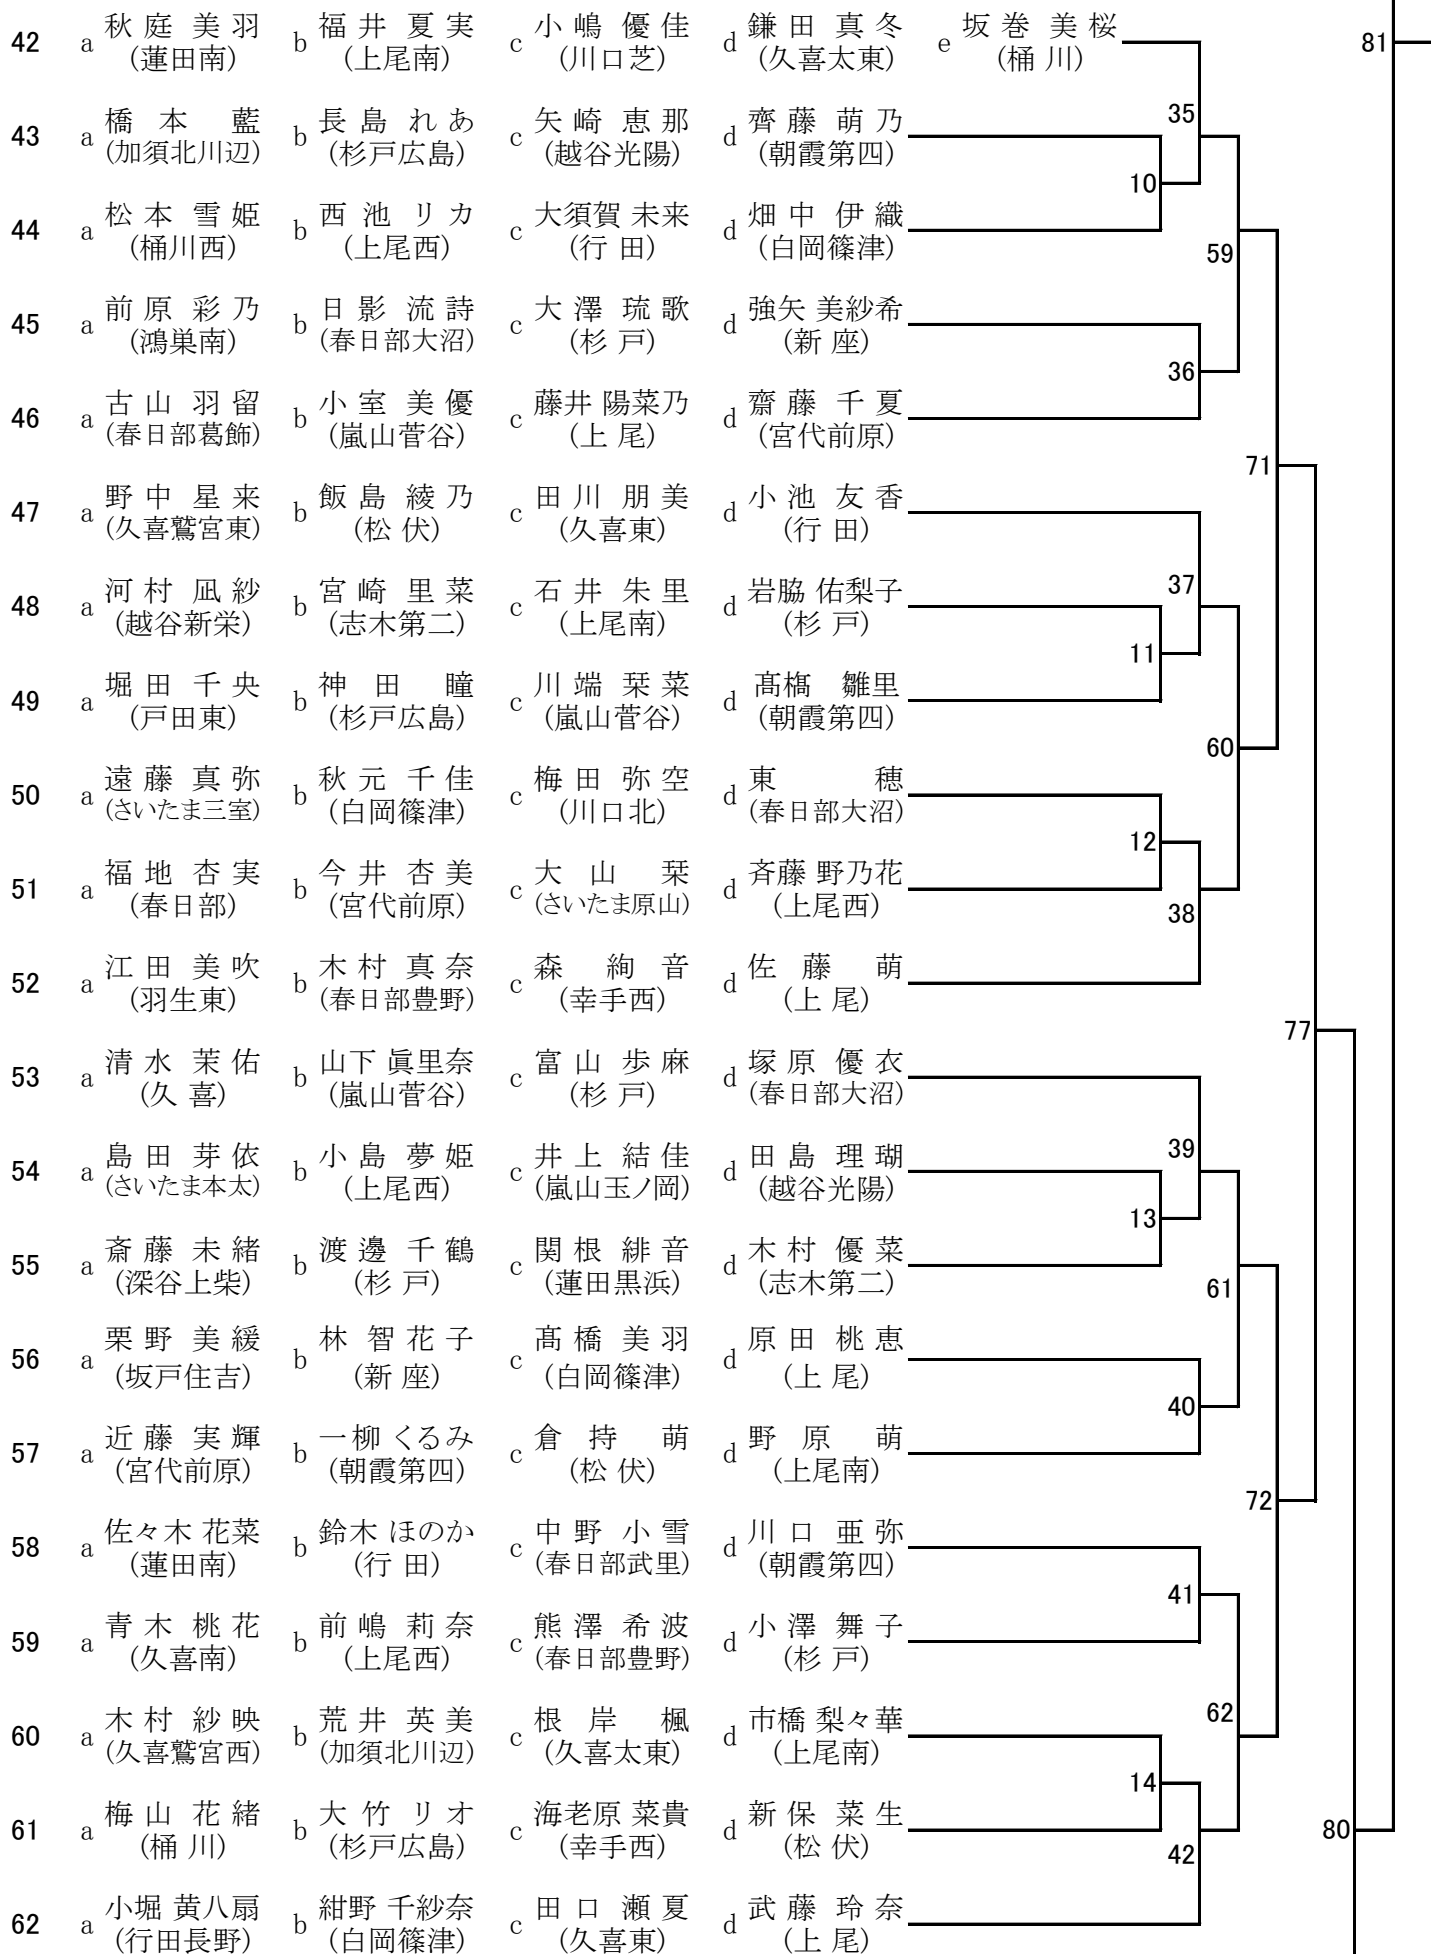 42 a 秋庭 美羽 b 福井 夏実 c 小嶋 優佳 d 鎌田 真冬 e 坂巻 美桜 81
(蓮田南) (上尾南) (川口芝) (久喜太東) (桶川)
35
43 a 橋本 藍 b 長島 れあ c 矢崎 恵那 d 齊藤 萌乃
(加須北川辺) (杉戸広島) (越谷光陽) (朝霞第四)
10
44 a 松本 雪姫 b 西池 リカ c 大須賀 未来 d 畑中 伊織
(桶川西) (上尾西) (行田) (白岡篠津)
59
45 a 前原 彩乃 b 日影 流詩 c 大澤 琉歌 d 強矢 美紗希
(鴻巣南) (春日部大沼) (杉戸) (新座)
36
46 a 古山 羽留 b 小室 美優 c 藤井 陽菜乃 d 齋藤 千夏
(春日部葛飾) (嵐山菅谷) (上尾) (宮代前原)
71
47 a 野中 星来 b 飯島 綾乃 c 田川 朋美 d 小池 友香
(久喜鷲宮東) (松伏) (久喜東) (行田)
37
48 a 河村 凪紗 b 宮崎 里菜 c 石井 朱里 d 岩脇 佑梨子
(越谷新栄) (志木第二) (上尾南) (杉戸)
11
49 a 堀田 千央 b 神田 瞳 c 川端 栞菜 d 髙槗 雛里
(戸田東) (杉戸広島) (嵐山菅谷) (朝霞第四)
60
50 a 遠藤 真弥 b 秋元 千佳 c 梅田 弥空 d 東 穂
(さいたま三室) (白岡篠津) (川口北) (春日部大沼)
12
51 a 福地 杏実 b 今井 杏美 c 大山 栞 d 斉藤 野乃花
(春日部) (宮代前原) (さいたま原山) (上尾西)
38
52 a 江田 美吹 b 木村 真奈 c 森 絢音 d 佐藤 萌
(羽生東) (春日部豊野) (幸手西) (上尾)
77
53 a 清水 茉佑 b 山下 眞里奈 c 富山 歩麻 d 塚原 優衣
(久喜) (嵐山菅谷) (杉戸) (春日部大沼)
39
54 a 島田 芽依 b 小島 夢姫 c 井上 結佳 d 田島 理瑚
(さいたま本太) (上尾西) (嵐山玉ノ岡) (越谷光陽)
13
55 a 斎藤 未緒 b 渡邊 千鶴 c 関根 緋音 d 木村 優菜
(深谷上柴) (杉戸) (蓮田黒浜) (志木第二)
61
56 a 栗野 美緩 b 林 智花子 c 髙橋 美羽 d 原田 桃恵
(坂戸住吉) (新座) (白岡篠津) (上尾)
40
57 a 近藤 実輝 b 一柳 くるみ c 倉持 萌 d 野原 萌
(宮代前原) (朝霞第四) (松伏) (上尾南)
72
58 a 佐々木 花菜 b 鈴木 ほのか c 中野 小雪 d 川口 亜弥
(蓮田南) (行田) (春日部武里) (朝霞第四)
41
59 a 青木 桃花 b 前嶋 莉奈 c 熊澤 希波 d 小澤 舞子
(久喜南) (上尾西) (春日部豊野) (杉戸)
62
60 a 木村 紗映 b 荒井 英美 c 根岸 楓 d 市橋 梨々華
(久喜鷲宮西) (加須北川辺) (久喜太東) (上尾南)
14
61 a 梅山 花緒 b 大竹 リオ c 海老原 菜貴 d 新保 菜生 80
(桶川) (杉戸広島) (幸手西) (松伏)
42
62 a 小堀 黄八扇 b 紺野 千紗奈 c 田口 瀬夏 d 武藤 玲奈
(行田長野) (白岡篠津) (久喜東) (上尾)